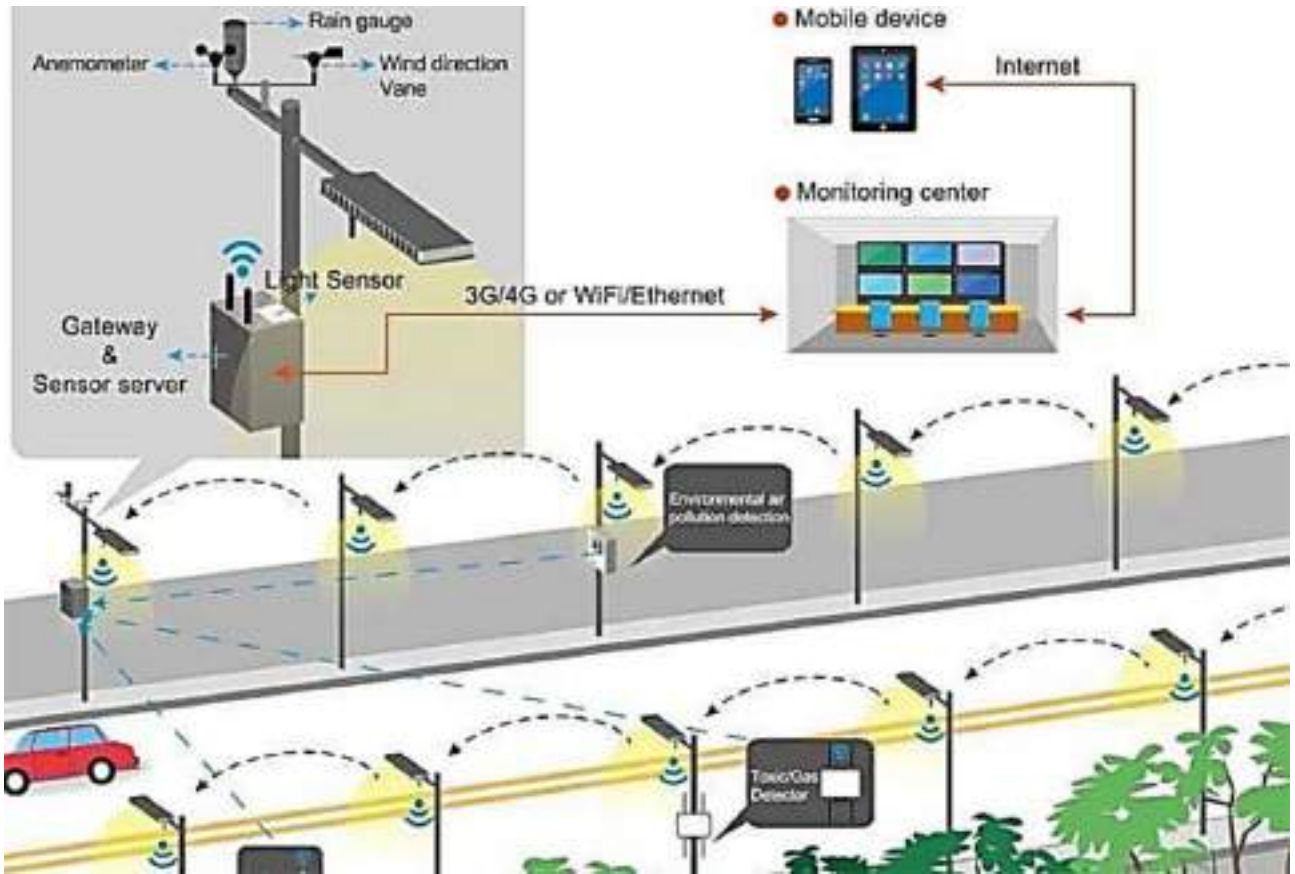 Rain gauge
Anemometer
Wind direction
Vane
Light Sensor
Gateway
&
Sensor server
Mobile device
Internet
Monitoring center
3G/4G or WiFi/Ethernet
Environmental air
pollution detection
Toxic/Gas
Detector